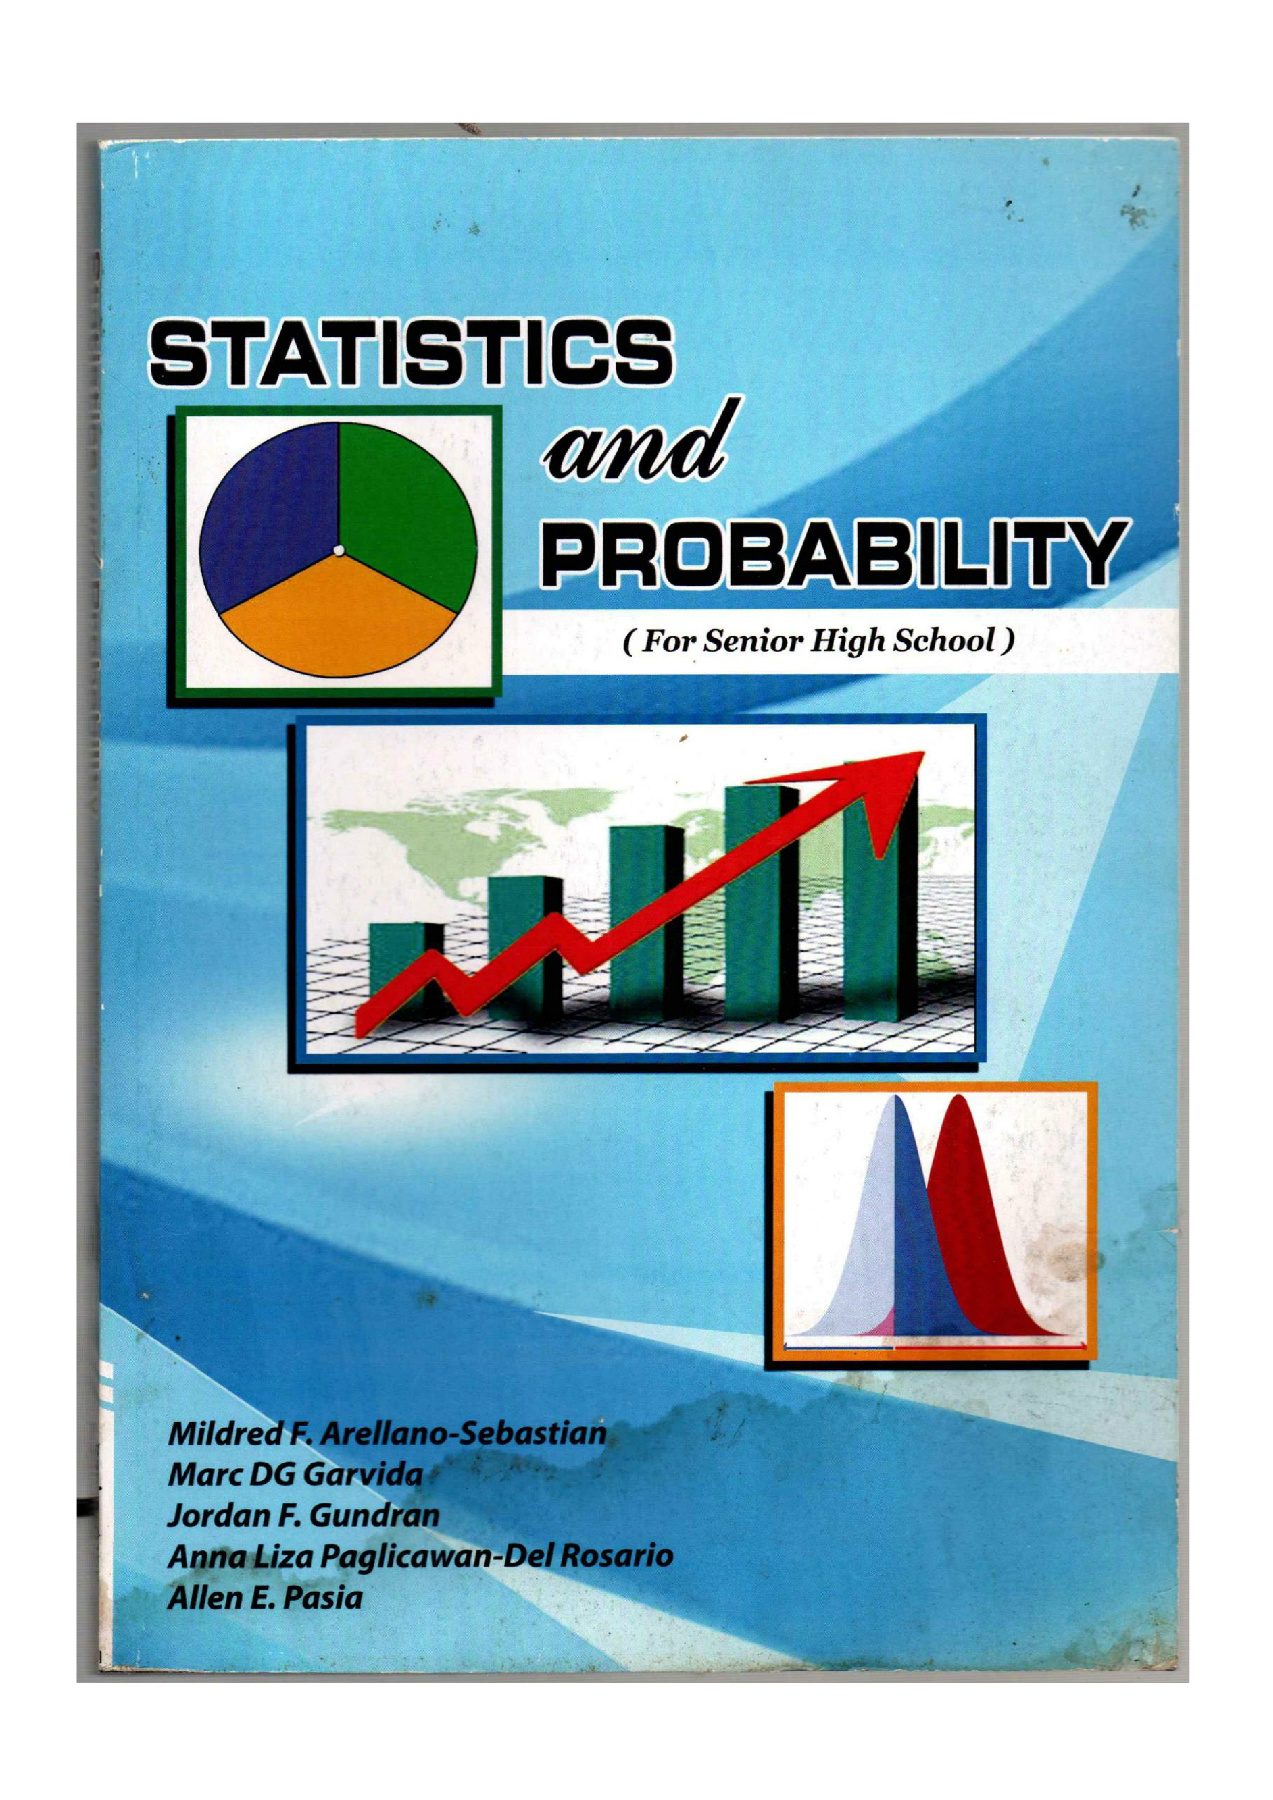 STATISTICS
and
PROBABILITY
( For Senior High School )
Mildred F. Arellano-Sebastian
Marc DG Garvida
Jordan F. Gundran
Anna Liza Paglicawan-Del Rosario
Allen E. Pasia